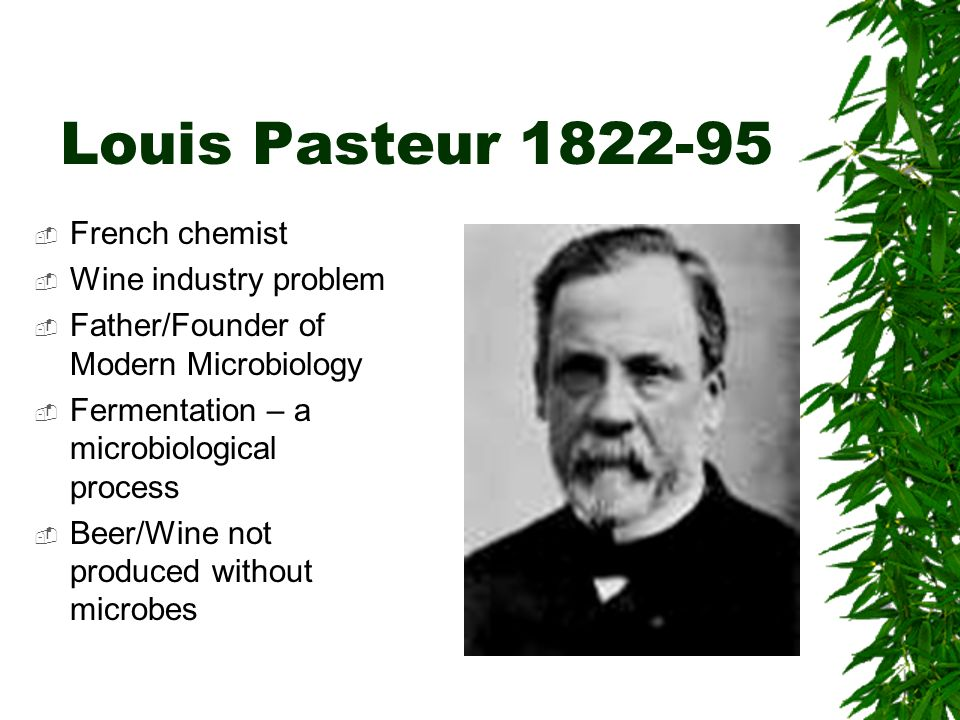 Louis Pasteur 1822-95
French chemist
Wine industry problem
Father/Founder of
Modern Microbiology
Fermentation – a
microbiological
process
Beer/Wine not
produced without
microbes